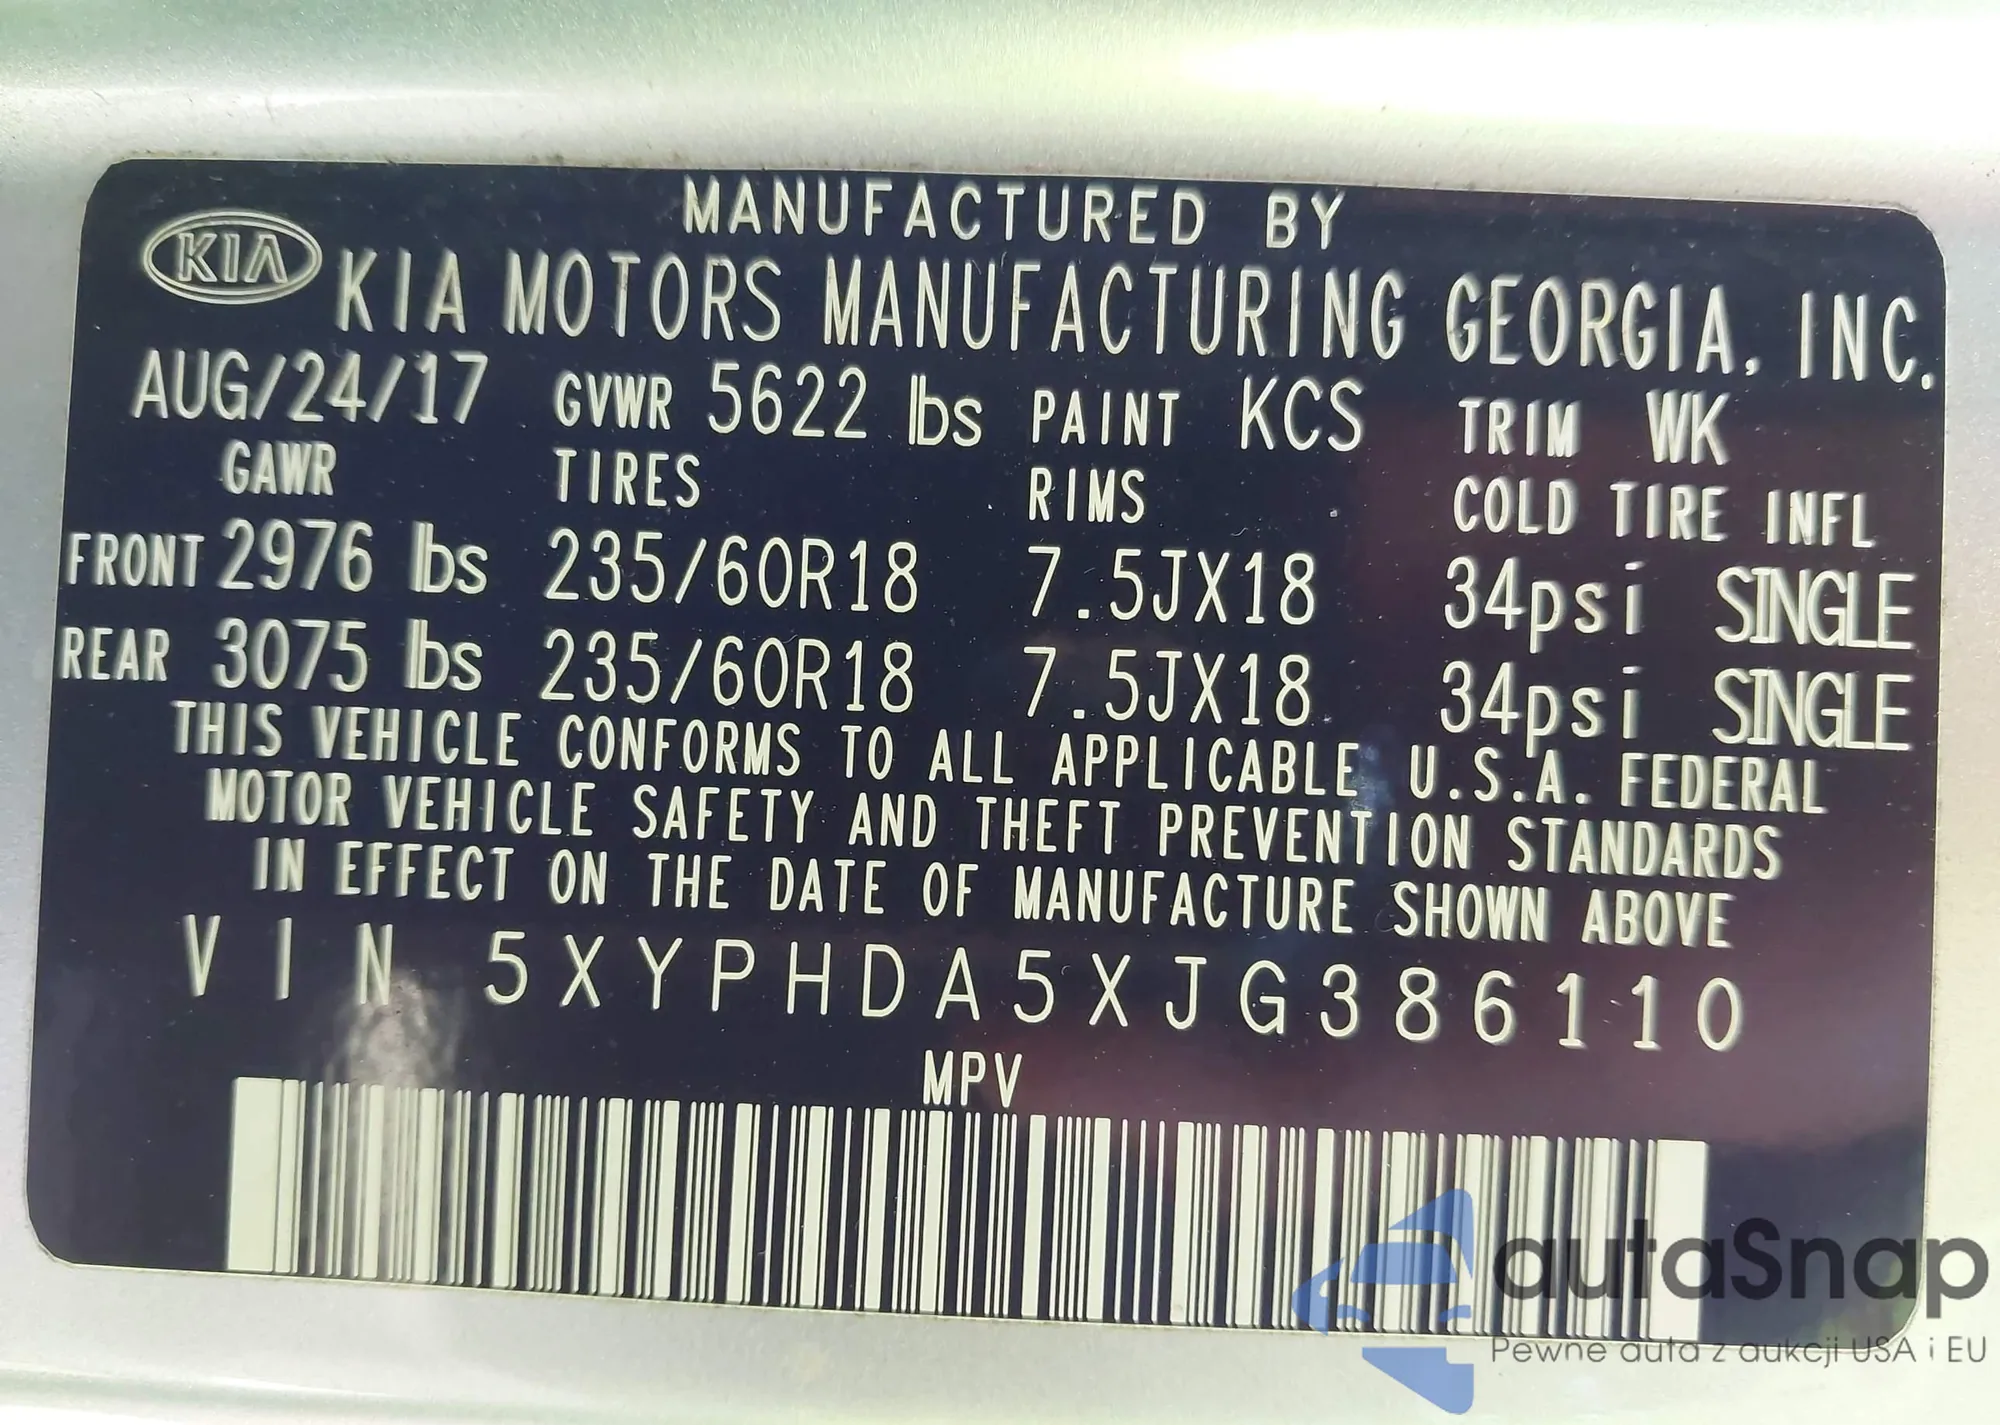 MANUFACTURED BY
KIA KIA MOTORS MANUFACTURING GEORGIA, INC.
AUG/24/17 GVWR 5622 lbs PAINT KCS TRIM WK
GAWR TIRES RIMS COLD TIRE INFL
FRONT 2976 lbs 235/60R18 7.5JX18 34psi SINGLE
REAR 3075 lbs 235/60R18 7.5JX18 34psi SINGLE
THIS VEHICLE CONFORMS TO ALL APPLICABLE U.S.A. FEDERAL
MOTOR VEHICLE SAFETY AND THEFT PREVENTION STANDARDS
IN EFFECT ON THE DATE OF MANUFACTURE SHOWN ABOVE
VIN 5XYPHDA5XJG386110
MPV
autaSnap
Pewne auta z aukcji USA i EU